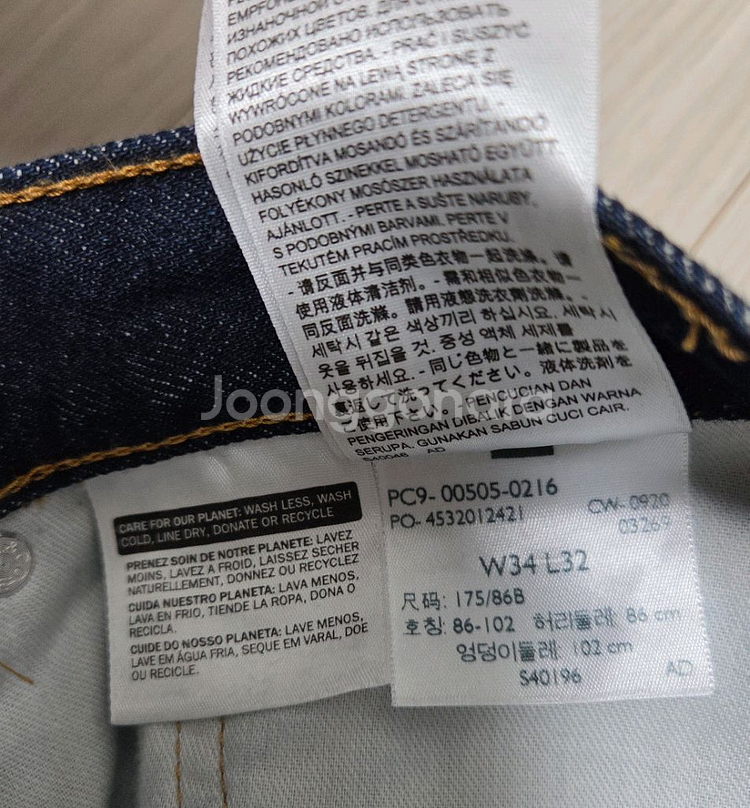 ИЗНАНОЧНОЙ
ПОХОЖИХ ЦВЕТОВ. ДЛЯ
РЕКОМЕНДОВАНО ИСПОЛЬЗОВАТЬ
ЖИДКИЕ СРЕДСТВА. - PRAĆ I SUSZYĆ
WYWRÓCONE NA LEWĄ STRONĘ Z
PODOBNYMI KOLORAMI. ZALECA SIĘ
UŻYCIE PŁYNNEGO DETERGENTU. -
KIFORDÍTVA MOSANDÓ ÉS SZÁRÍTANDÓ
HASONLÓ SZINEKKEL MOSHATÓ EGYÜTT
FOLYÉKONY MOSÓSZER HASZNÁLATA
AJÁNLOTT. - PERTE A SUŠTE NARUBY,
S PODOBNÝMI BARVAMI. PERTE V
TEKUTÉM PRACÍM PROSTŘEDKU.
- 请反面并与同类色衣物一起洗涤。请
使用液体清洁剂。- 需和相似色衣物一
同反面洗滌。請用液態洗衣劑洗滌。-
세탁시 같은 색상끼리 하십시요. 세탁시
옷을 뒤집을 것. 중성 액체 세제를
사용하세요. - 同じ色物と一緒に製品を
裏返して洗ってください。液体洗剤を
ご使用下さい。- PENCUCIAN DAN
PENGERINGAN DIBALIK DENGAN WARNA
SERUPA. GUNAKAN SABUN CUCI CAIR.
S40048 AD
Joonggonara
CARE FOR OUR PLANET: WASH LESS, WASH
COLD, LINE DRY, DONATE OR RECYCLE
PRENEZ SOIN DE NOTRE PLANETE: LAVEZ
MOINS, LAVEZ A FROID, LAISSEZ SECHER
NATURELLEMENT, DONNEZ OU RECYCLEZ
CUIDA NUESTRO PLANETA: LAVA MENOS,
LAVA EN FRIO, TIENDE LA ROPA, DONA O
RECICLA.
CUIDE DO NOSSO PLANETA: LAVE MENOS,
LAVE EM ÁGUA FRIA, SEQUE EM VARAL, DOE
OU RECICLE.
PC9- 00505-0216
PO- 4532012421 CW- 0920
03269
W34 L32
尺码: 175/86B
호칭: 86-102 허리둘레: 86 cm
엉덩이둘레: 102 cm
S40196 AD